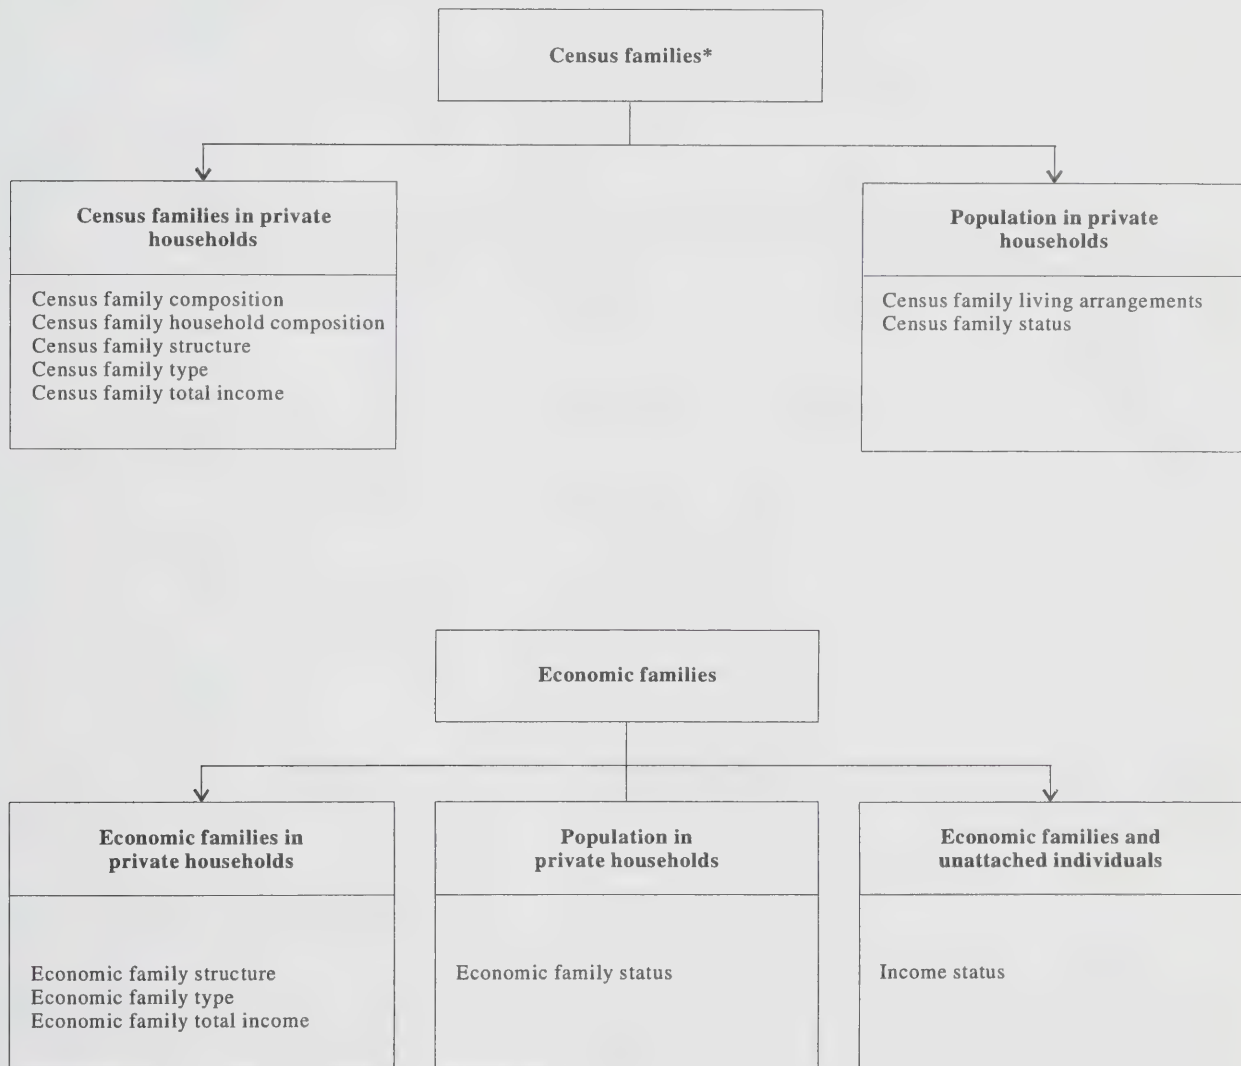 Census families*
Census families in private
households
Census family composition
Census family household composition
Census family structure
Census family type
Census family total income
Population in private
households
Census family living arrangements
Census family status
Economic families
Economic families in
private households
Economic family structure
Economic family type
Economic family total income
Population in
private households
Economic family status
Economic families and
unattached individuals
Income status